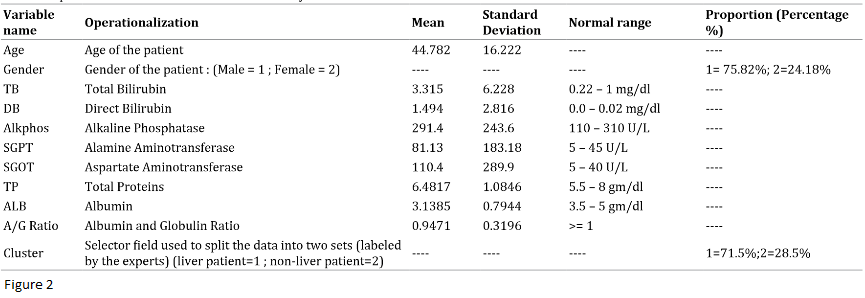 Variable name Operationalization Mean Standard Deviation Normal range Proportion (Percentage %)
Age Age of the patient 44.782 16.222 ---- ----
Gender Gender of the patient : (Male = 1 ; Female = 2) ---- ---- ---- 1= 75.82%; 2=24.18%
TB Total Bilirubin 3.315 6.228 0.22 – 1 mg/dl ----
DB Direct Bilirubin 1.494 2.816 0.0 – 0.02 mg/dl ----
Alkphos Alkaline Phosphatase 291.4 243.6 110 – 310 U/L ----
SGPT Alamine Aminotransferase 81.13 183.18 5 – 45 U/L ----
SGOT Aspartate Aminotransferase 110.4 289.9 5 – 40 U/L ----
TP Total Proteins 6.4817 1.0846 5.5 – 8 gm/dl ----
ALB Albumin 3.1385 0.7944 3.5 – 5 gm/dl ----
A/G Ratio Albumin and Globulin Ratio 0.9471 0.3196 >= 1 ----
Cluster Selector field used to split the data into two sets (labeled by the experts) (liver patient=1 ; non-liver patient=2) ---- ---- ---- 1=71.5%;2=28.5%
Figure 2